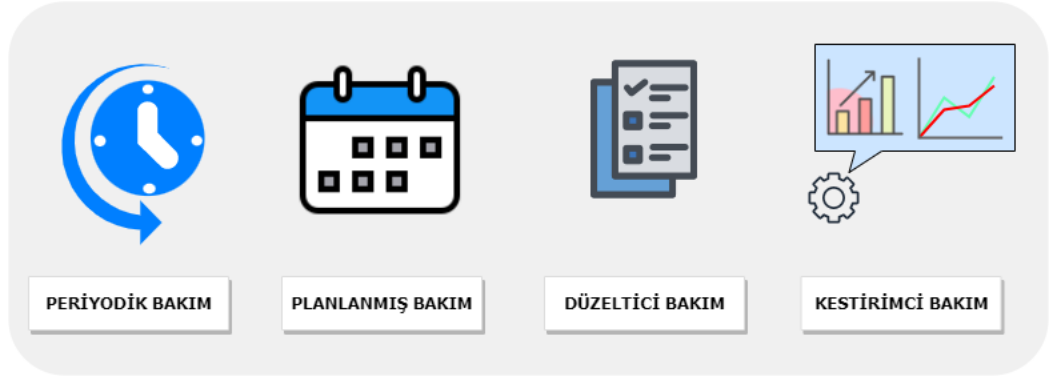 PERİYODİK BAKIM
PLANLANMIŞ BAKIM
DÜZELTİCİ BAKIM
KESTİRİMCİ BAKIM